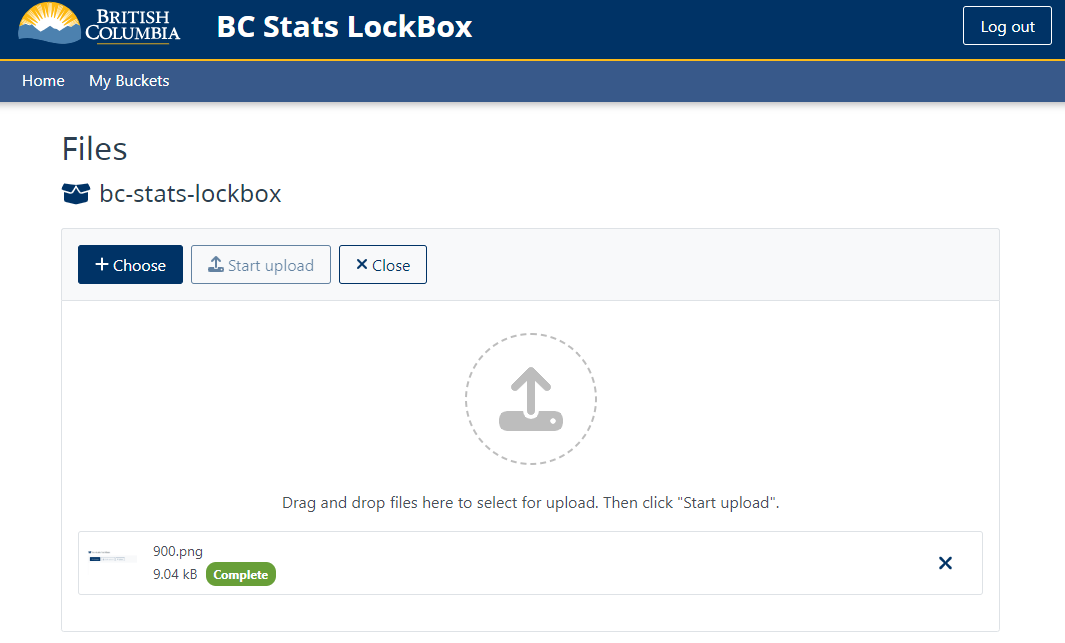 BRITISH
COLUMBIA
BC Stats LockBox
Log out
Home My Buckets
Files
bc-stats-lockbox
Choose Start upload Close
Drag and drop files here to select for upload. Then click "Start upload".
900.png
9.04 kB Complete